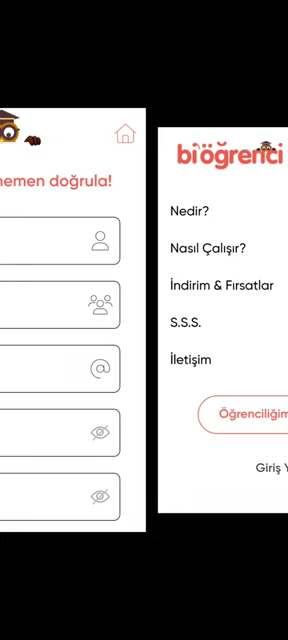 hemen doğrula!
biöğrenci
Nedir?
Nasıl Çalışır?
İndirim & Fırsatlar
S.S.S.
İletişim
Öğrenciliğim
Giriş Y